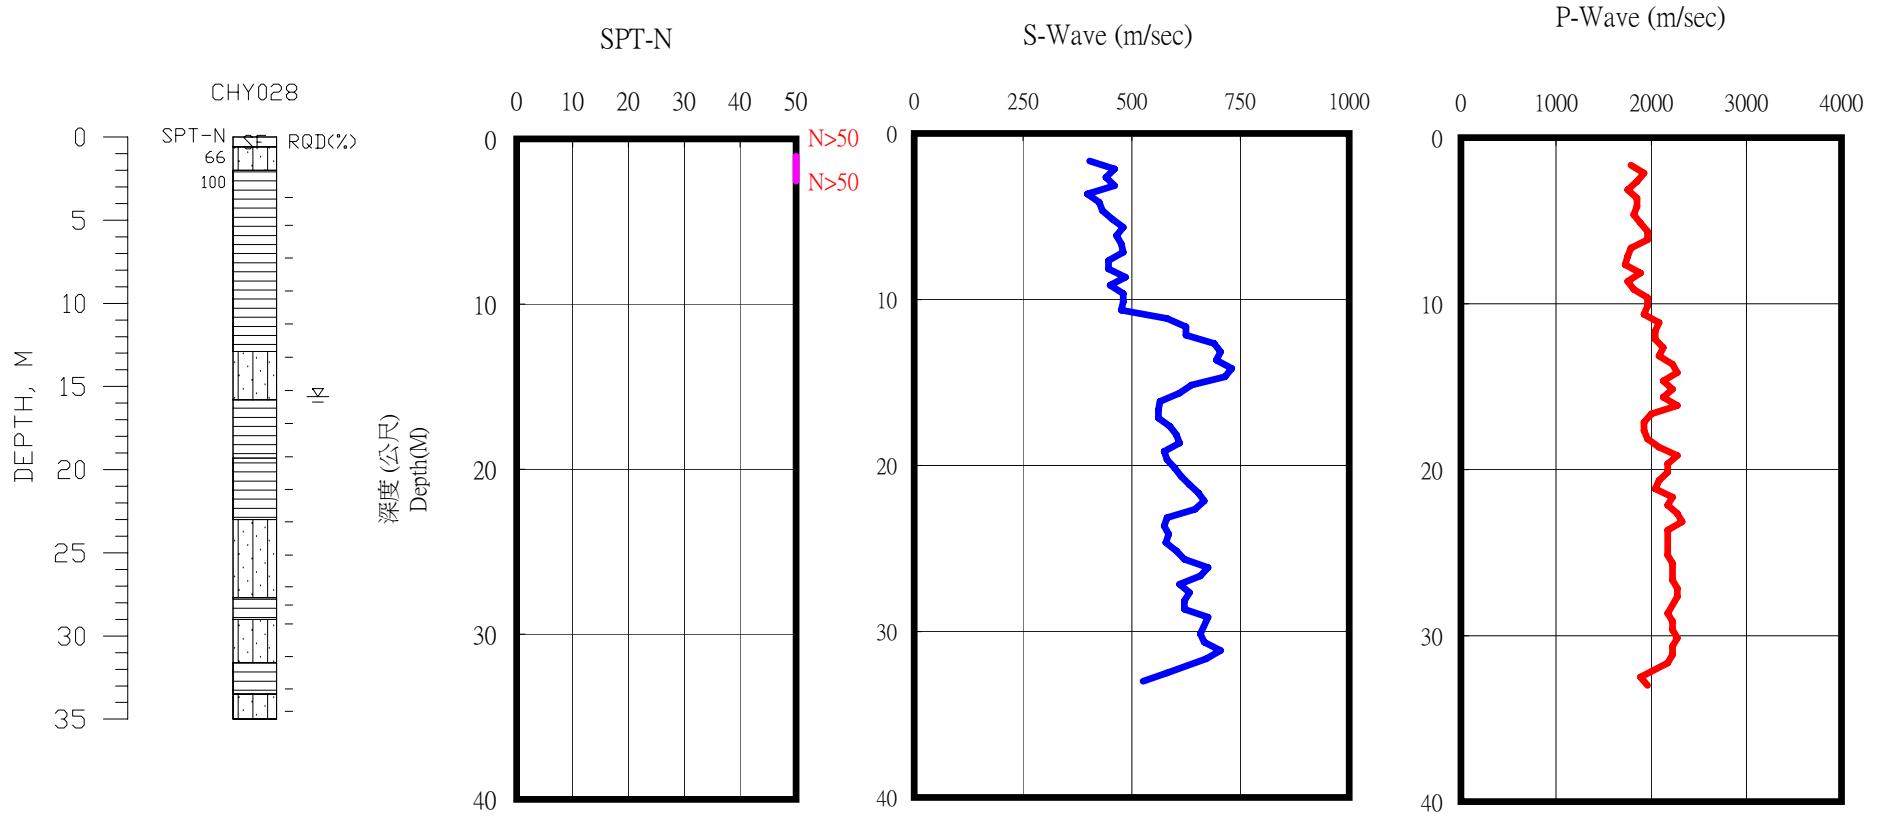 CHY028
SPT-N SF RQD(%)
66
100
DEPTH, M
0
5
10
15
20
25
30
35
SPT-N
0 10 20 30 40 50
N>50
N>50
0
10
20
30
40
深度 (公尺)
Depth(M)
S-Wave (m/sec)
0 250 500 750 1000
0
10
20
30
40
P-Wave (m/sec)
0 1000 2000 3000 4000
0
10
20
30
40